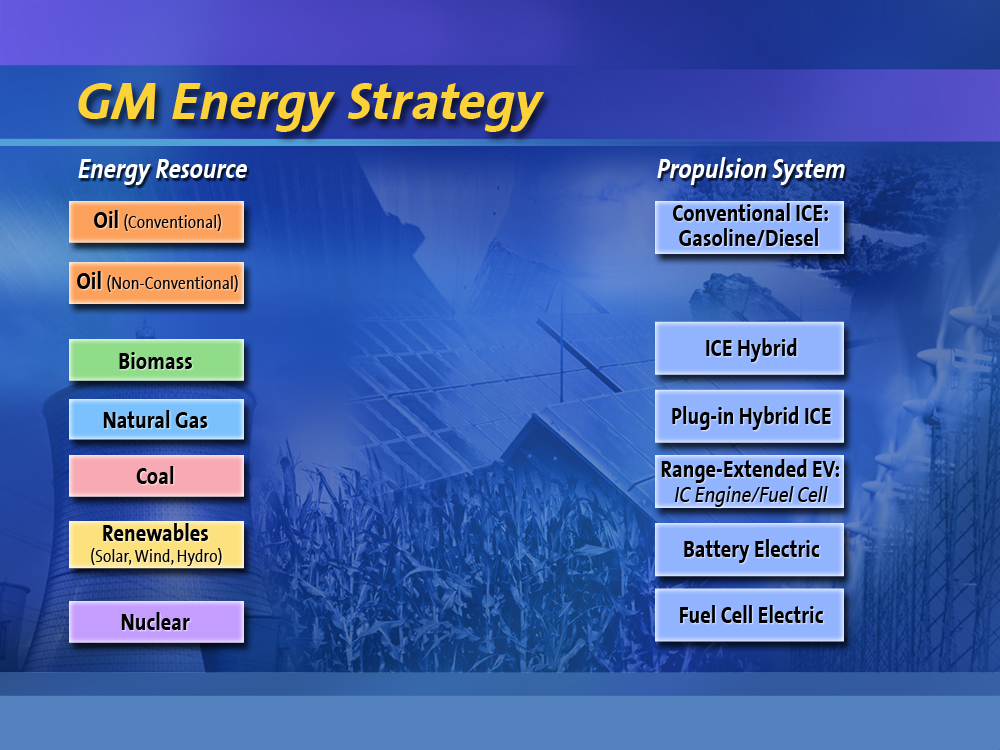 GM Energy Strategy
Energy Resource
Oil (Conventional)
Oil (Non-Conventional)
Biomass
Natural Gas
Coal
Renewables
(Solar, Wind, Hydro)
Nuclear
Propulsion System
Conventional ICE:
Gasoline/Diesel
ICE Hybrid
Plug-in Hybrid ICE
Range-Extended EV:
IC Engine/Fuel Cell
Battery Electric
Fuel Cell Electric